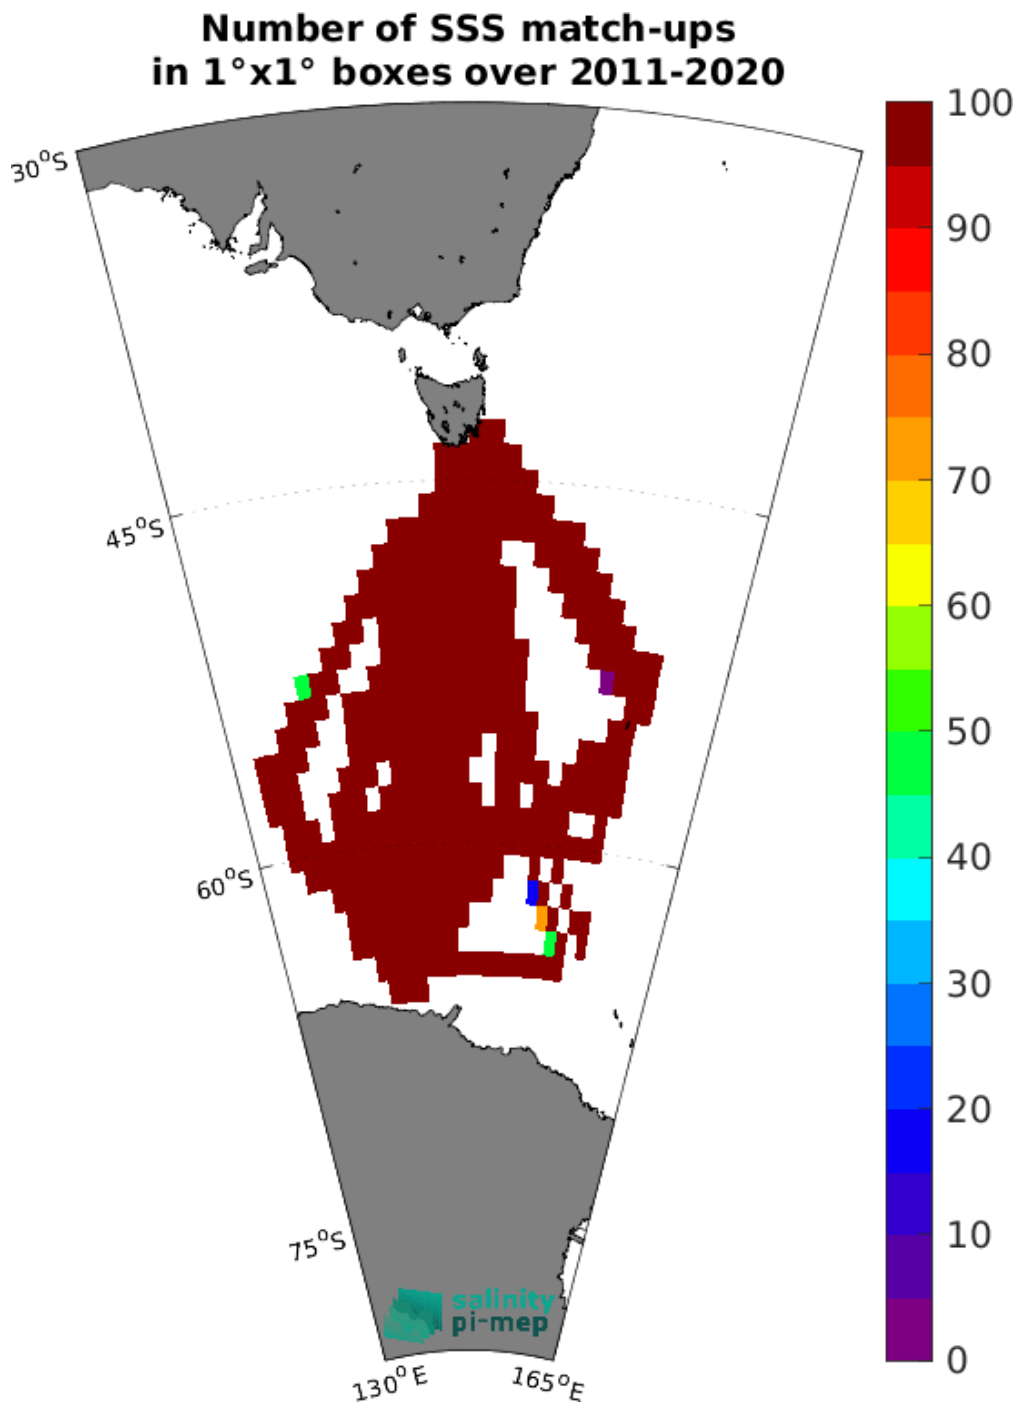 Number of SSS match-ups
in 1°x1° boxes over 2011-2020
100
90
80
70
60
50
40
30
20
10
0
30°S
45°S
60°S
75°S
130°E
165°E
salinity
pi-mep